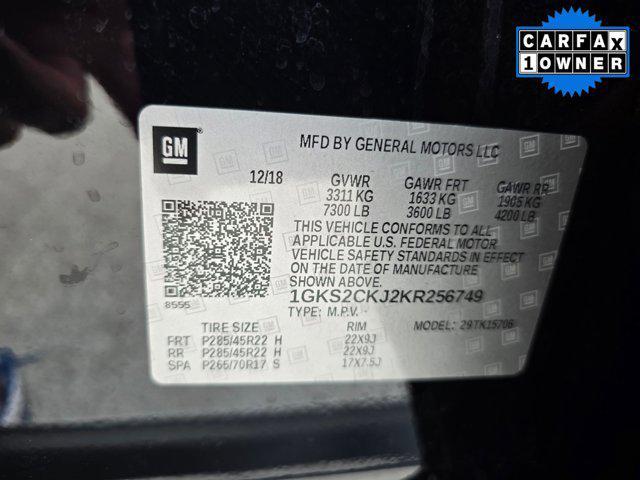 CARFAX
1 OWNER
GM
MFD BY GENERAL MOTORS LLC
12/18 GVWR GAWR FRT GAWR RR
3311 KG 1633 KG 1905 KG
7300 LB 3600 LB 4200 LB
THIS VEHICLE CONFORMS TO ALL
APPLICABLE U.S. FEDERAL MOTOR
VEHICLE SAFETY STANDARDS IN EFFECT
ON THE DATE OF MANUFACTURE
SHOWN ABOVE.
8555
1GKS2CKJ2KR256749
TYPE: M.P.V. MODEL: 29TK15706
TIRE SIZE RIM
FRT P285/45R22 H 22X9J
RR P285/45R22 H 22X9J
SPA P265/70R17 S 17X7.5J